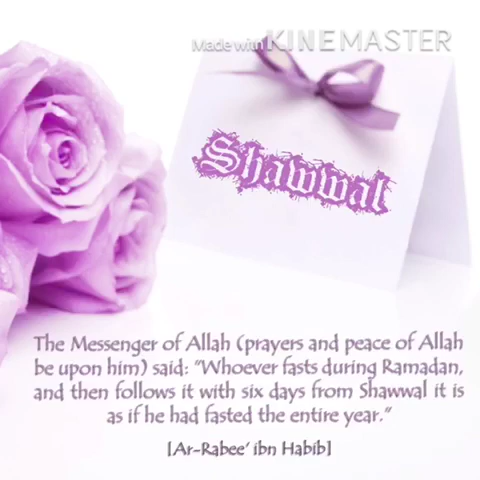 Made with KINEMASTER
Shawwal
The Messenger of Allah (prayers and peace of Allah
be upon him) said: "Whoever fasts during Ramadan,
and then follows it with six days from Shawwal it is
as if he had fasted the entire year."
[Ar-Rabee' ibn Habib]